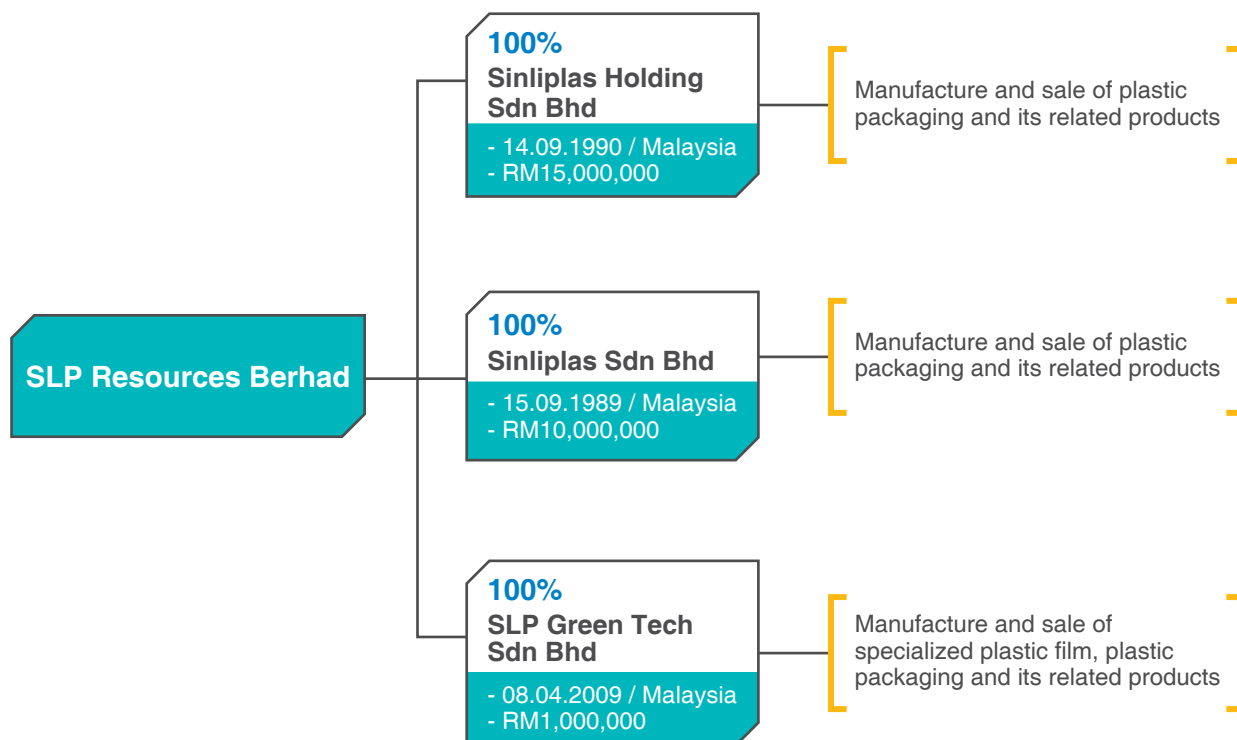 SLP Resources Berhad
100%
Sinliplas Holding
Sdn Bhd
- 14.09.1990 / Malaysia
- RM15,000,000
Manufacture and sale of plastic
packaging and its related products
100%
Sinliplas Sdn Bhd
- 15.09.1989 / Malaysia
- RM10,000,000
Manufacture and sale of plastic
packaging and its related products
100%
SLP Green Tech
Sdn Bhd
- 08.04.2009 / Malaysia
- RM1,000,000
Manufacture and sale of
specialized plastic film, plastic
packaging and its related products